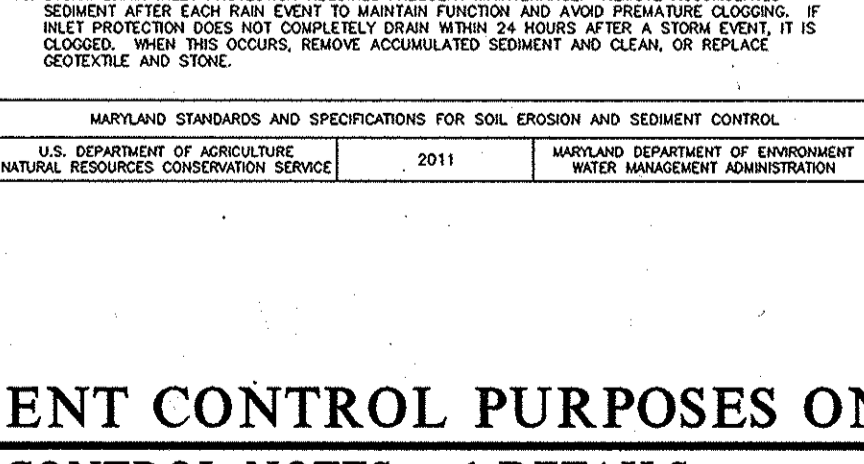 SEDIMENT AFTER EACH RAIN EVENT TO MAINTAIN FUNCTION AND AVOID PREMATURE CLOGGING. IF
INLET PROTECTION DOES NOT COMPLETELY DRAIN WITHIN 24 HOURS AFTER A STORM EVENT, IT IS
CLOGGED. WHEN THIS OCCURS, REMOVE ACCUMULATED SEDIMENT AND CLEAN, OR REPLACE
GEOTEXTILE AND STONE.
MARYLAND STANDARDS AND SPECIFICATIONS FOR SOIL EROSION AND SEDIMENT CONTROL
U.S. DEPARTMENT OF AGRICULTURE
NATURAL RESOURCES CONSERVATION SERVICE
2011
MARYLAND DEPARTMENT OF ENVIRONMENT
WATER MANAGEMENT ADMINISTRATION
ENT CONTROL PURPOSES ON